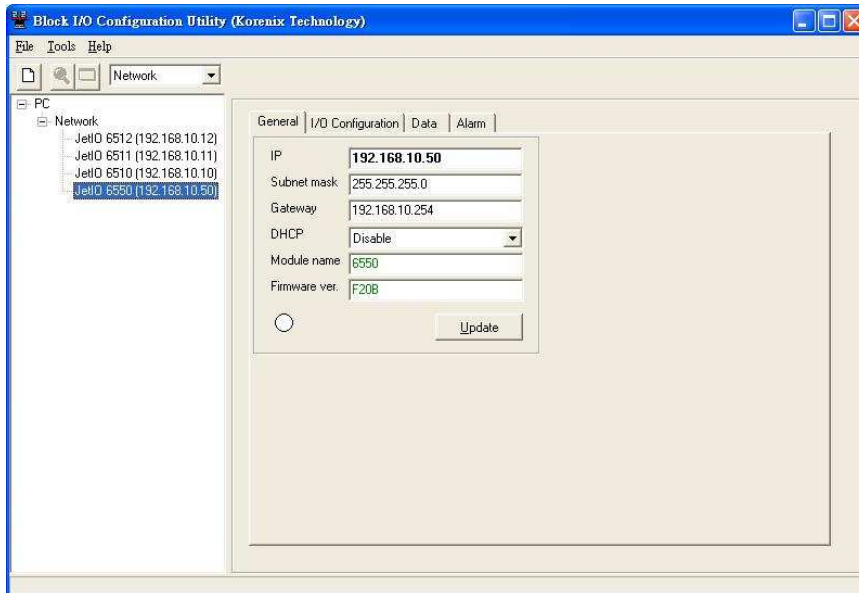 Block I/O Configuration Utility (Korenix Technology)
File Tools Help
Network
PC
Network
JetIO 6512 (192.168.10.12)
JetIO 6511 (192.168.10.11)
JetIO 6510 (192.168.10.10)
JetIO 6550 (192.168.10.50)
General I/O Configuration Data Alarm
IP 192.168.10.50
Subnet mask 255.255.255.0
Gateway 192.168.10.254
DHCP Disable
Module name 6550
Firmware ver. F20B
Update